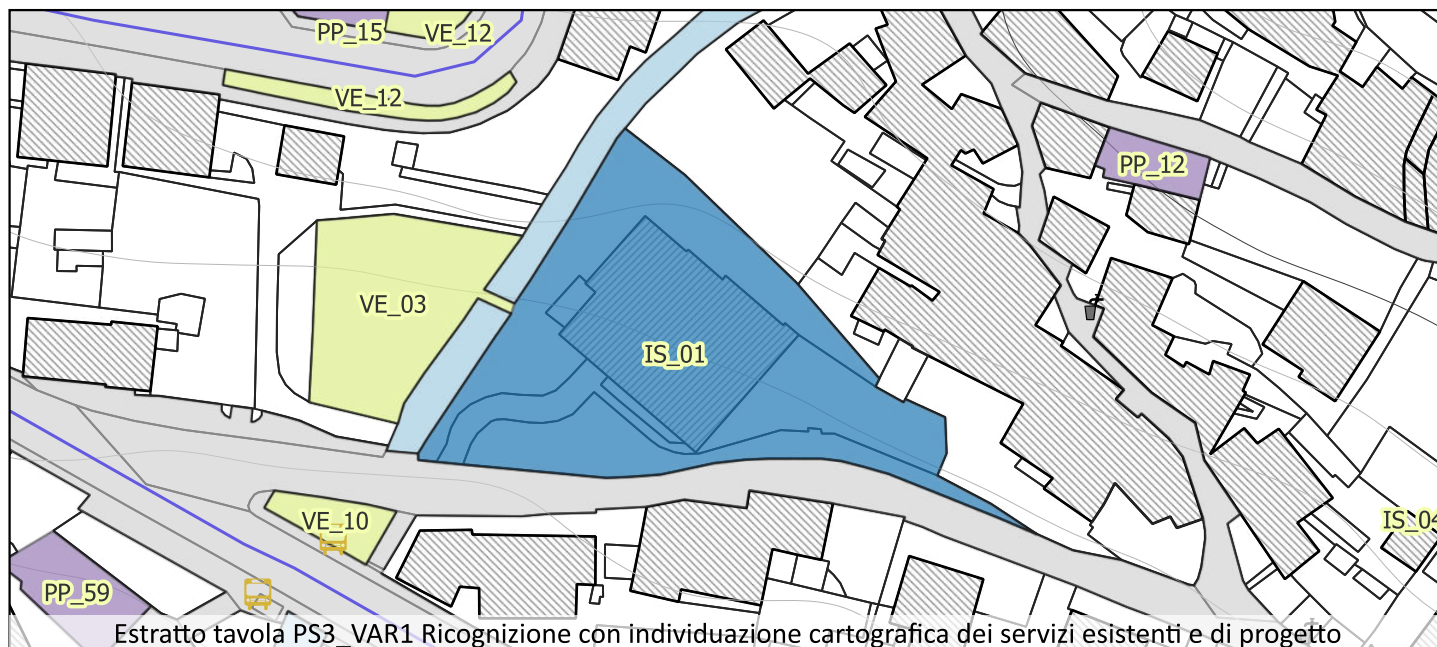 PP_15
VE_12
VE_12
PP_12
VE_03
IS_01
VE_10
IS_04
PP_59
Estratto tavola PS3_VAR1 Ricognizione con individuazione cartografica dei servizi esistenti e di progetto